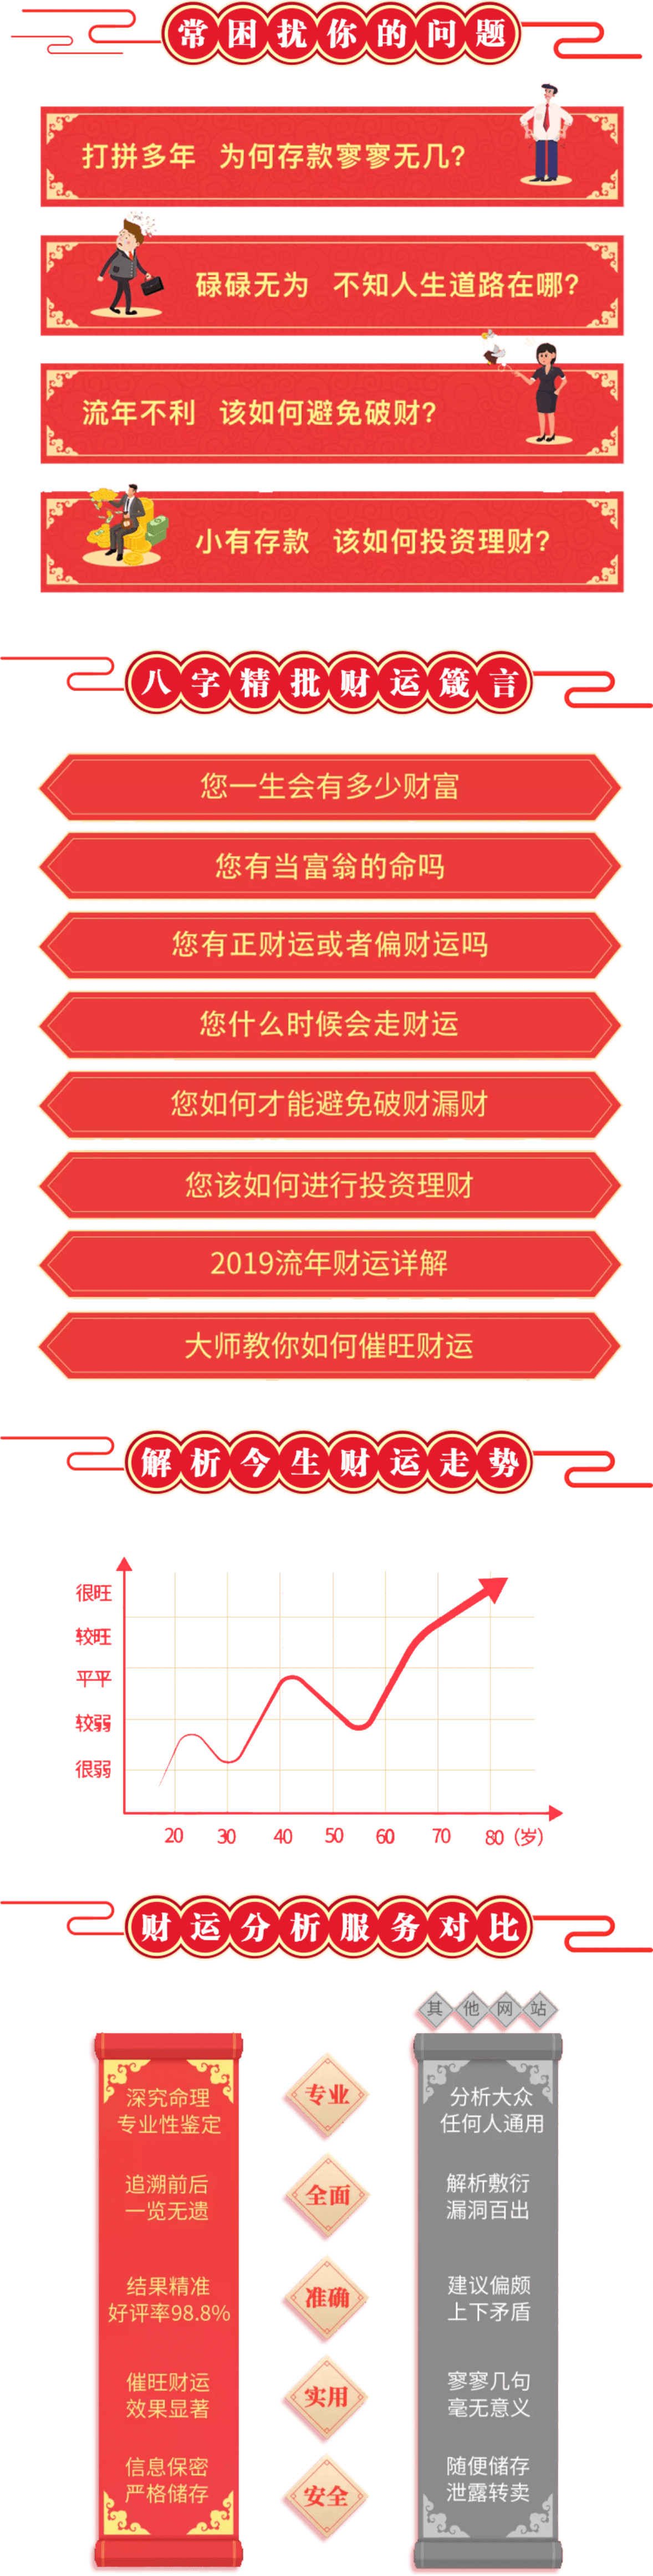 常困扰你的问题
打拼多年 为何存款寥寥无几?
碌碌无为 不知人生道路在哪?
流年不利 该如何避免破财?
小有存款 该如何投资理财?
八字精批财运箴言
您一生会有多少财富
您有当富翁的命吗
您有正财运或者偏财运吗
您什么时候会走财运
您如何才能避免破财漏财
您该如何进行投资理财
2019流年财运详解
大师教你如何催旺财运
解析今生财运走势
很旺
较旺
平平
较弱
很弱
20 30 40 50 60 70 80 (岁)
财运分析服务对比
其他网站
深究命理
专业性鉴定
专业
分析大众
任何人通用
追溯前后
一览无遗
全面
解析敷衍
漏洞百出
结果精准
好评率98.8%
准确
建议偏颇
上下矛盾
催旺财运
效果显著
实用
寥寥几句
毫无意义
信息保密
严格储存
安全
随便储存
泄露转卖